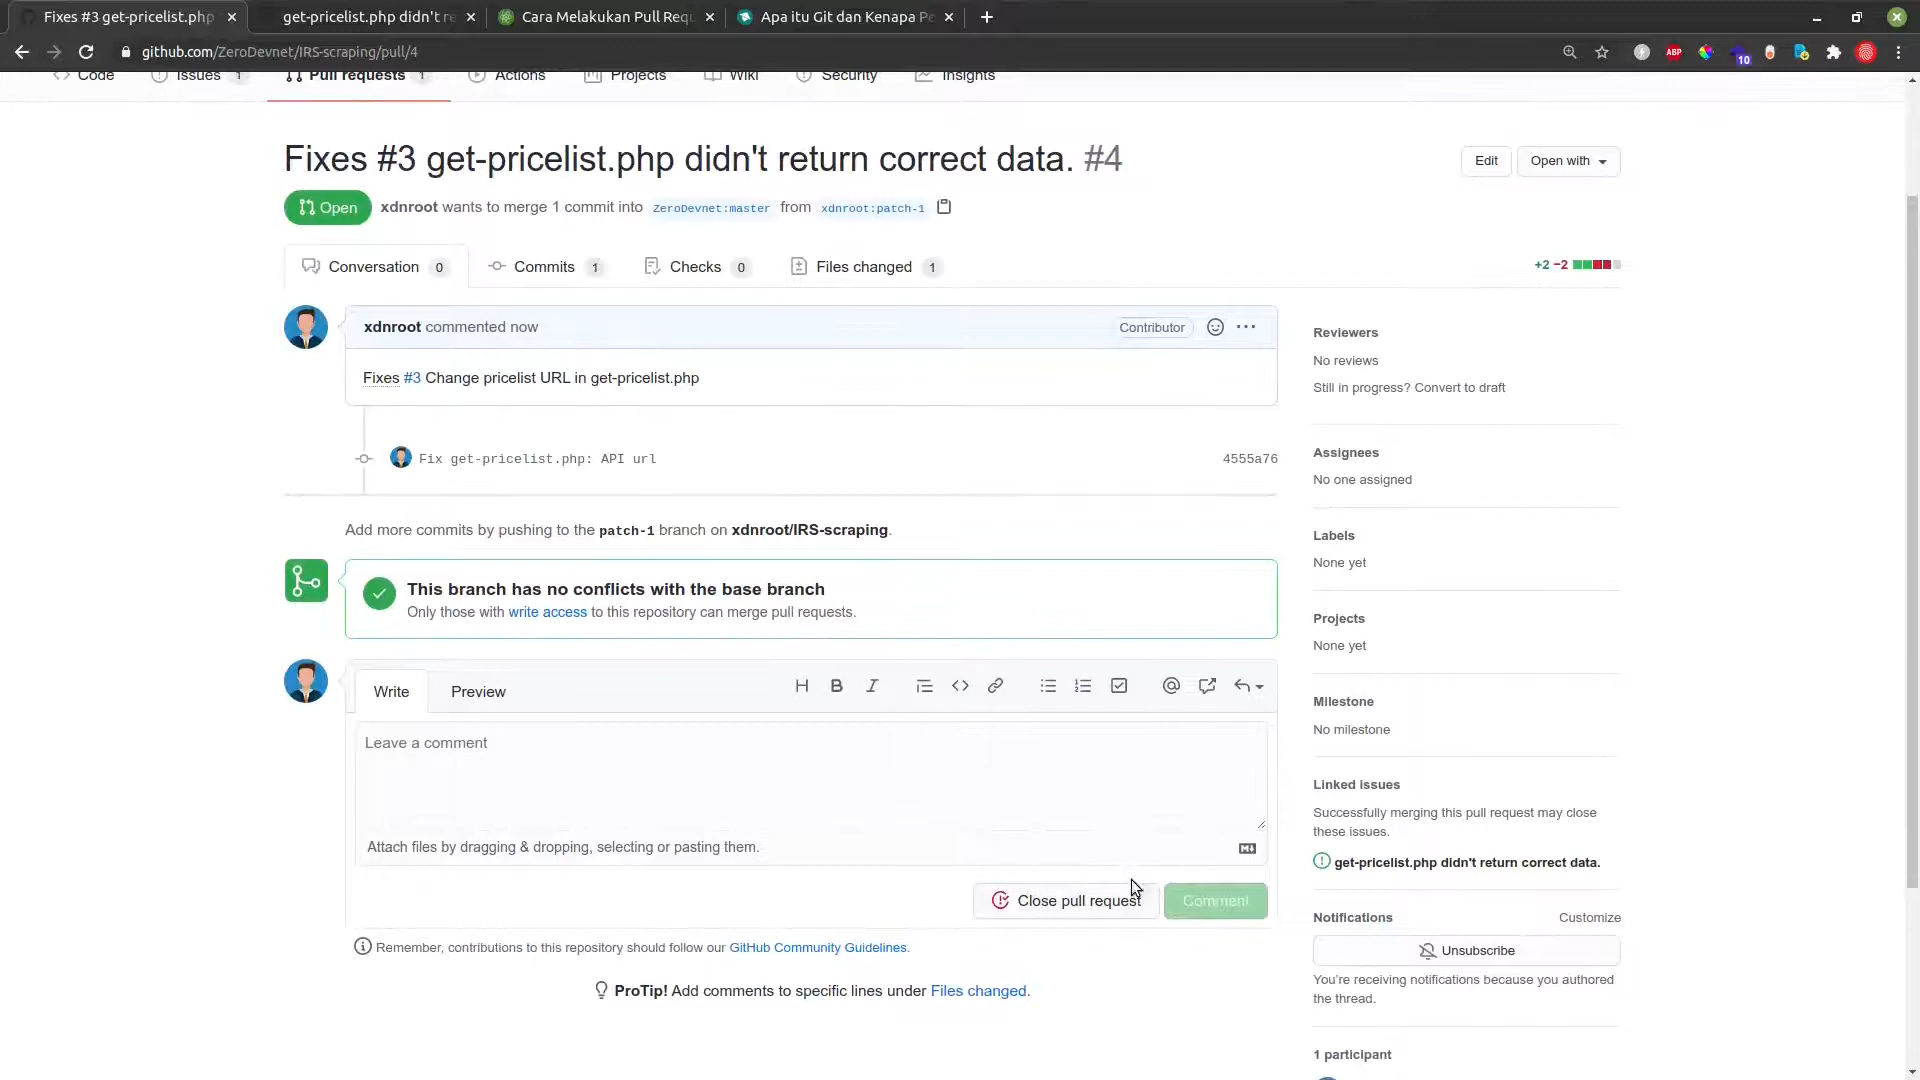 Fixes #3 get-pricelist.php
get-pricelist.php didn't re
Cara Melakukan Pull Requ
Apa itu Git dan Kenapa Pe
github.com/ZeroDevnet/IRS-scraping/pull/4
ABP
10
Code
Issues 1
Pull requests 1
Actions
Projects
Wiki
Security
Insights
Fixes #3 get-pricelist.php didn't return correct data. #4
Edit
Open with
Open
xdnroot wants to merge 1 commit into ZeroDevnet:master from xdnroot:patch-1
Conversation 0
Commits 1
Checks 0
Files changed 1
+2 −2
xdnroot commented now
Contributor
Fixes #3 Change pricelist URL in get-pricelist.php
Fix get-pricelist.php: API url
4555a76
Add more commits by pushing to the patch-1 branch on xdnroot/IRS-scraping.
This branch has no conflicts with the base branch
Only those with write access to this repository can merge pull requests.
Write
Preview
Leave a comment
Attach files by dragging & dropping, selecting or pasting them.
Close pull request
Comment
Remember, contributions to this repository should follow our GitHub Community Guidelines.
ProTip! Add comments to specific lines under Files changed.
Reviewers
No reviews
Still in progress? Convert to draft
Assignees
No one assigned
Labels
None yet
Projects
None yet
Milestone
No milestone
Linked issues
Successfully merging this pull request may close
these issues.
get-pricelist.php didn't return correct data.
Notifications
Customize
Unsubscribe
You're receiving notifications because you authored
the thread.
1 participant